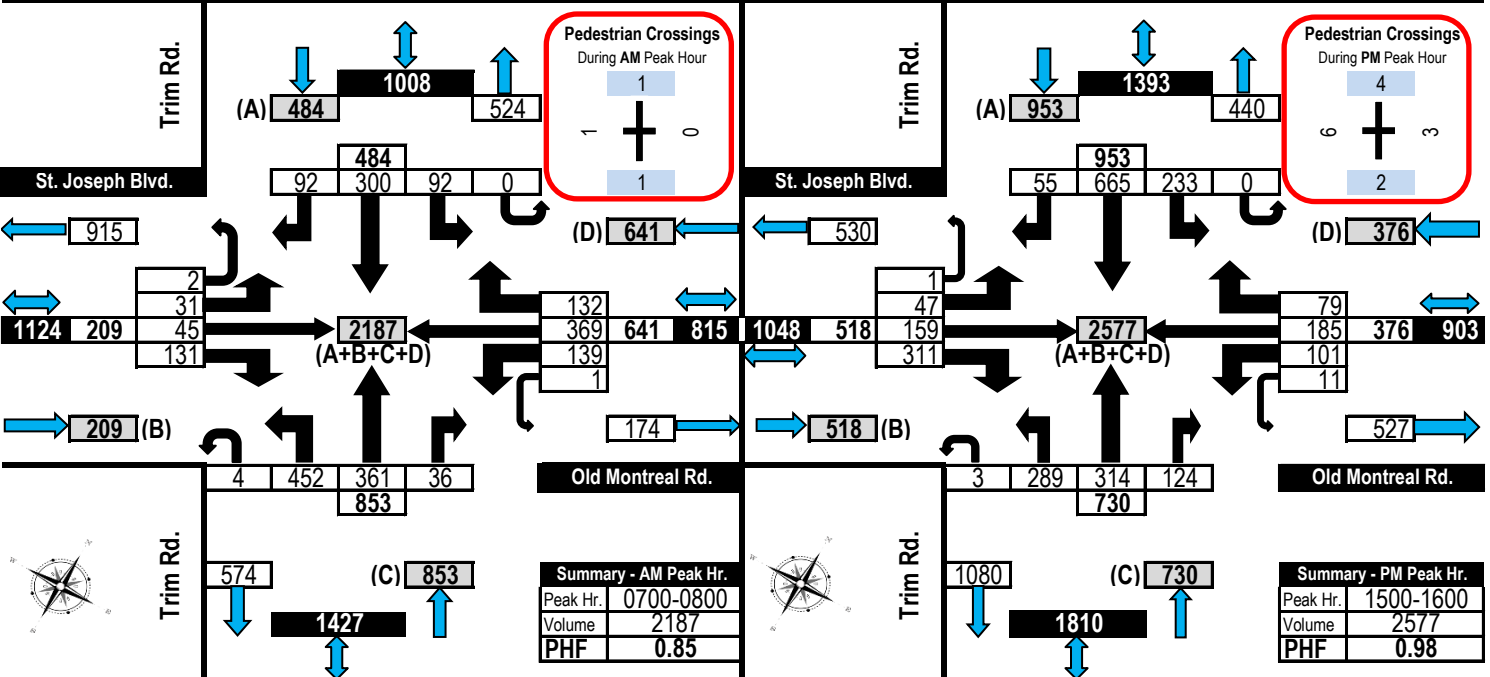 Trim Rd.
Pedestrian Crossings
During AM Peak Hour
1
1
0
1
1008
(A) 484
524
484
92 300 92 0
St. Joseph Blvd.
915
(D) 641
2
31
45
131
1124 209
2187
(A+B+C+D)
132
369
139
1
641 815
209 (B)
174
4 452 361 36
853
Old Montreal Rd.
Trim Rd.
574
(C) 853
1427
Summary - AM Peak Hr.
Peak Hr. 0700-0800
Volume 2187
PHF 0.85
Trim Rd.
Pedestrian Crossings
During PM Peak Hour
4
6
3
2
1393
(A) 953
440
953
55 665 233 0
St. Joseph Blvd.
530
(D) 376
1
47
159
311
1048 518
2577
(A+B+C+D)
79
185
101
11
376 903
518 (B)
527
3 289 314 124
730
Old Montreal Rd.
Trim Rd.
1080
(C) 730
1810
Summary - PM Peak Hr.
Peak Hr. 1500-1600
Volume 2577
PHF 0.98